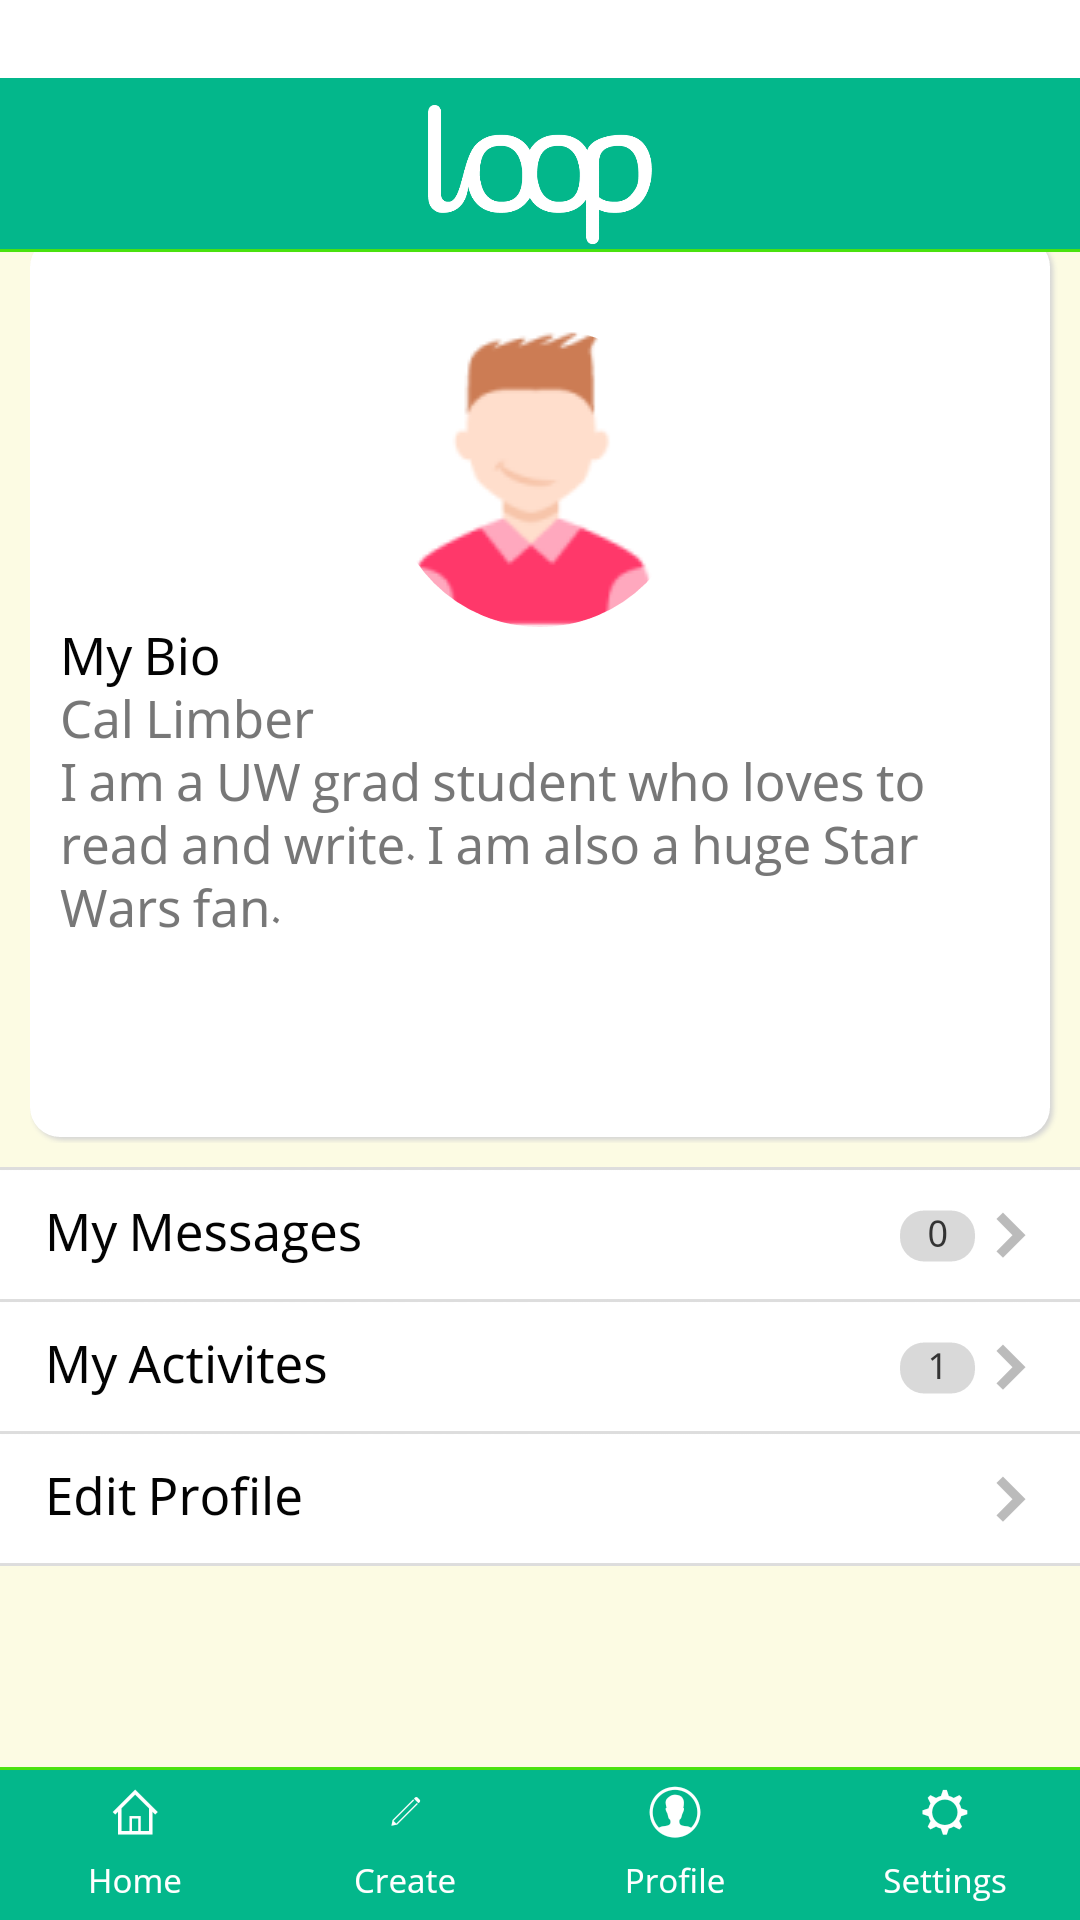 loop
My Bio
Cal Limber
I am a UW grad student who loves to
read and write. I am also a huge Star
Wars fan.
My Messages 0
My Activites 1
Edit Profile
Home Create Profile Settings